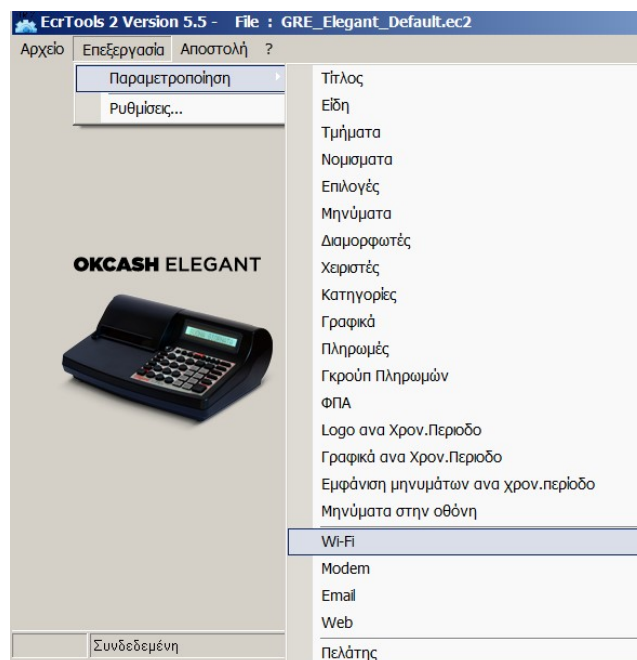 EcrTools 2 Version 5.5 - File : GRE_Elegant_Default.ec2
Αρχείο Επεξεργασία Αποστολή ?
Παραμετροποίηση
Ρυθμίσεις...
Τίτλος
Είδη
Τμήματα
Νομισματα
Επιλογές
Μηνύματα
Διαμορφωτές
Χειριστές
Κατηγορίες
Γραφικά
Πληρωμές
Γκρούπ Πληρωμών
ΦΠΑ
Logo ανα Χρον.Περιοδο
Γραφικά ανα Χρον.Περιοδο
Εμφάνιση μηνυμάτων ανα χρον.περίοδο
Μηνύματα στην οθόνη
Wi-Fi
Modem
Email
Web
Πελάτης
OKCASH ELEGANT
Συνδεδεμένη